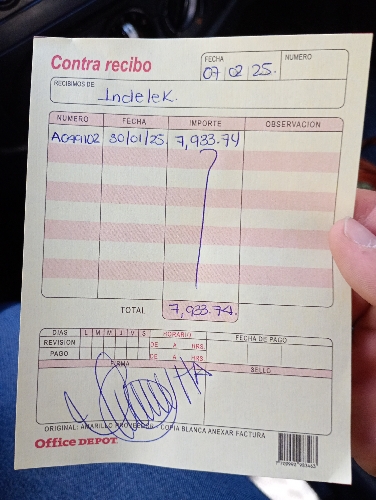 Contra recibo
FECHA
07 02 25.
NUMERO
RECIBIMOS DE
Indelek.
NUMERO FECHA IMPORTE OBSERVACION
30/01/25. 7,933.74
TOTAL 7,933.74.
DIAS L M M J V S HORARIO FECHA DE PAGO
REVISION DE A HRS.
PAGO DE A HRS.
FIRMA SELLO
ORIGINAL: AMARILLO PROVEEDOR - COPIA BLANCA ANEXAR FACTURA
Office DEPOT